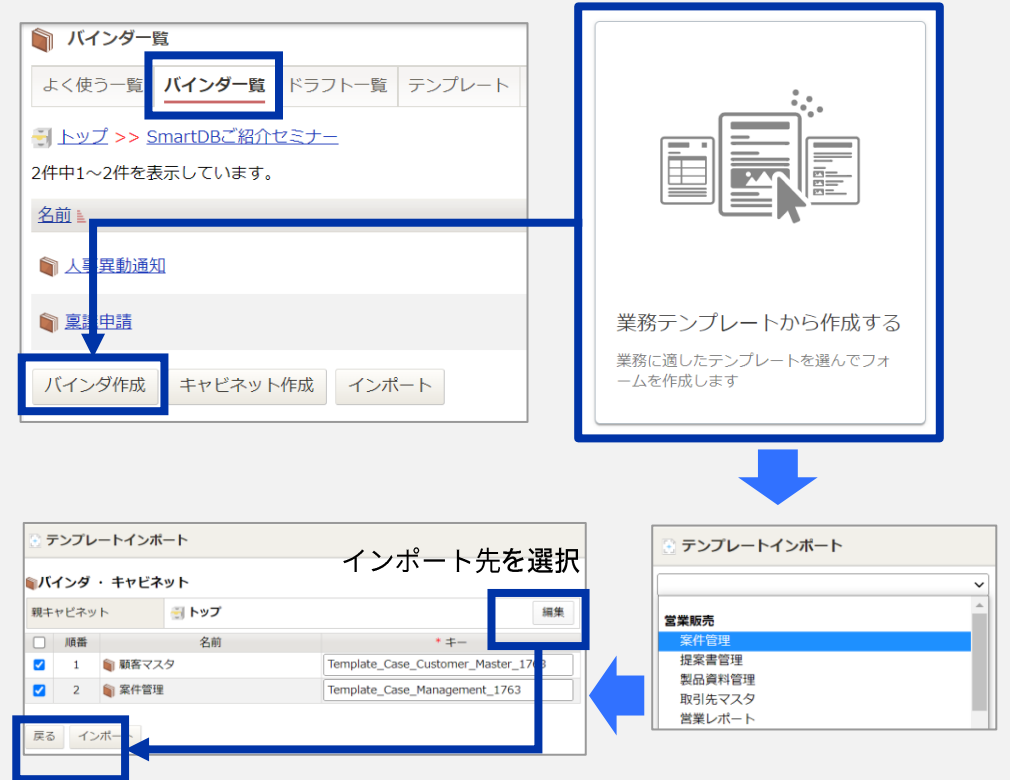 バインダ一覧
よく使う一覧 バインダ一覧 ドラフト一覧 テンプレート
トップ >> SmartDBご紹介セミナー
2件中1～2件を表示しています。
名前
人事異動通知
稟議申請
バインダ作成 キャビネット作成 インポート
業務テンプレートから作成する
業務に適したテンプレートを選んでフォ
ームを作成します
テンプレートインポート
営業販売
案件管理
提案書管理
製品資料管理
取引先マスタ
営業レポート
テンプレートインポート
インポート先を選択
バインダ ・ キャビネット
親キャビネット トップ 編集
順番 名前 * キー
1 顧客マスタ Template_Case_Customer_Master_1763
2 案件管理 Template_Case_Management_1763
戻る インポート